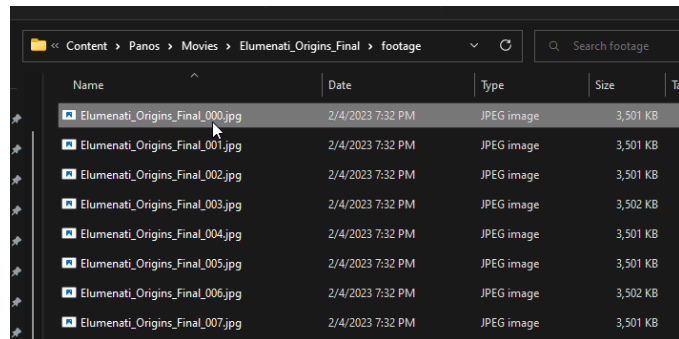 « Content > Panos > Movies > Elumenati_Origins_Final > footage Search footage
Name Date Type Size
Elumenati_Origins_Final_000.jpg 2/4/2023 7:32 PM JPEG image 3,501 KB
Elumenati_Origins_Final_001.jpg 2/4/2023 7:32 PM JPEG image 3,501 KB
Elumenati_Origins_Final_002.jpg 2/4/2023 7:32 PM JPEG image 3,501 KB
Elumenati_Origins_Final_003.jpg 2/4/2023 7:32 PM JPEG image 3,502 KB
Elumenati_Origins_Final_004.jpg 2/4/2023 7:32 PM JPEG image 3,501 KB
Elumenati_Origins_Final_005.jpg 2/4/2023 7:32 PM JPEG image 3,501 KB
Elumenati_Origins_Final_006.jpg 2/4/2023 7:32 PM JPEG image 3,502 KB
Elumenati_Origins_Final_007.jpg 2/4/2023 7:32 PM JPEG image 3,501 KB